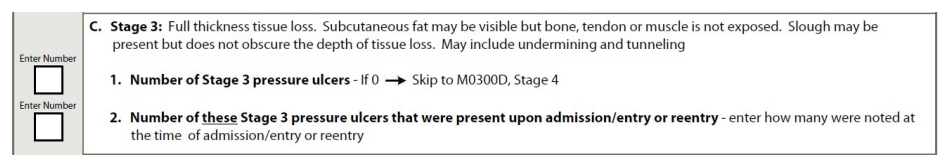 C. Stage 3: Full thickness tissue loss. Subcutaneous fat may be visible but bone, tendon or muscle is not exposed. Slough may be
present but does not obscure the depth of tissue loss. May include undermining and tunneling
Enter Number
1. Number of Stage 3 pressure ulcers - If 0 → Skip to M0300D, Stage 4
Enter Number
2. Number of these Stage 3 pressure ulcers that were present upon admission/entry or reentry - enter how many were noted at
the time of admission/entry or reentry